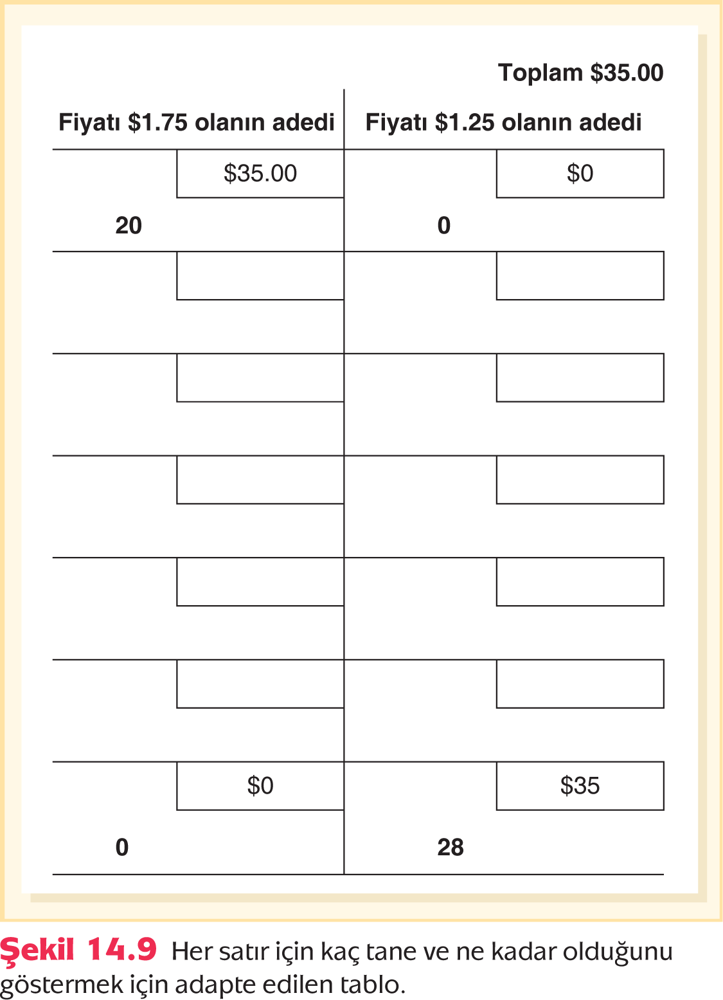 Toplam $35.00
Fiyatı $1.75 olanın adedi
Fiyatı $1.25 olanın adedi
$35.00
$0
20
0
$0
$35
0
28
Şekil 14.9 Her satır için kaç tane ve ne kadar olduğunu
göstermek için adapte edilen tablo.